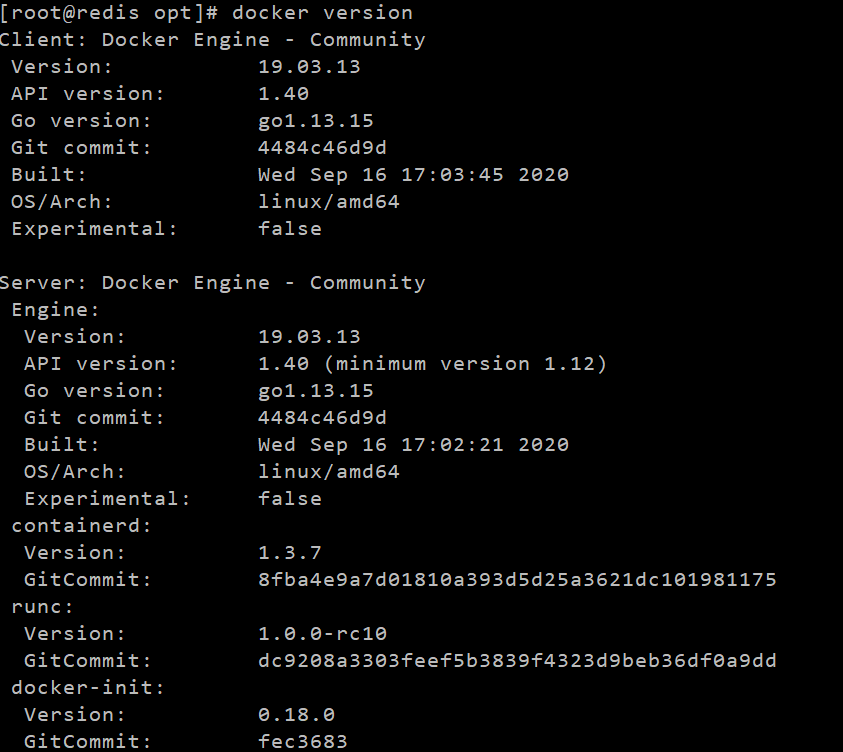 [root@redis opt]# docker version
Client: Docker Engine - Community
 Version:           19.03.13
 API version:       1.40
 Go version:        go1.13.15
 Git commit:        4484c46d9d
 Built:             Wed Sep 16 17:03:45 2020
 OS/Arch:           linux/amd64
 Experimental:      false

Server: Docker Engine - Community
 Engine:
  Version:          19.03.13
  API version:      1.40 (minimum version 1.12)
  Go version:       go1.13.15
  Git commit:       4484c46d9d
  Built:            Wed Sep 16 17:02:21 2020
  OS/Arch:          linux/amd64
  Experimental:     false
 containerd:
  Version:          1.3.7
  GitCommit:        8fba4e9a7d01810a393d5d25a3621dc101981175
 runc:
  Version:          1.0.0-rc10
  GitCommit:        dc9208a3303feef5b3839f4323d9beb36df0a9dd
 docker-init:
  Version:          0.18.0
  GitCommit:        fec3683